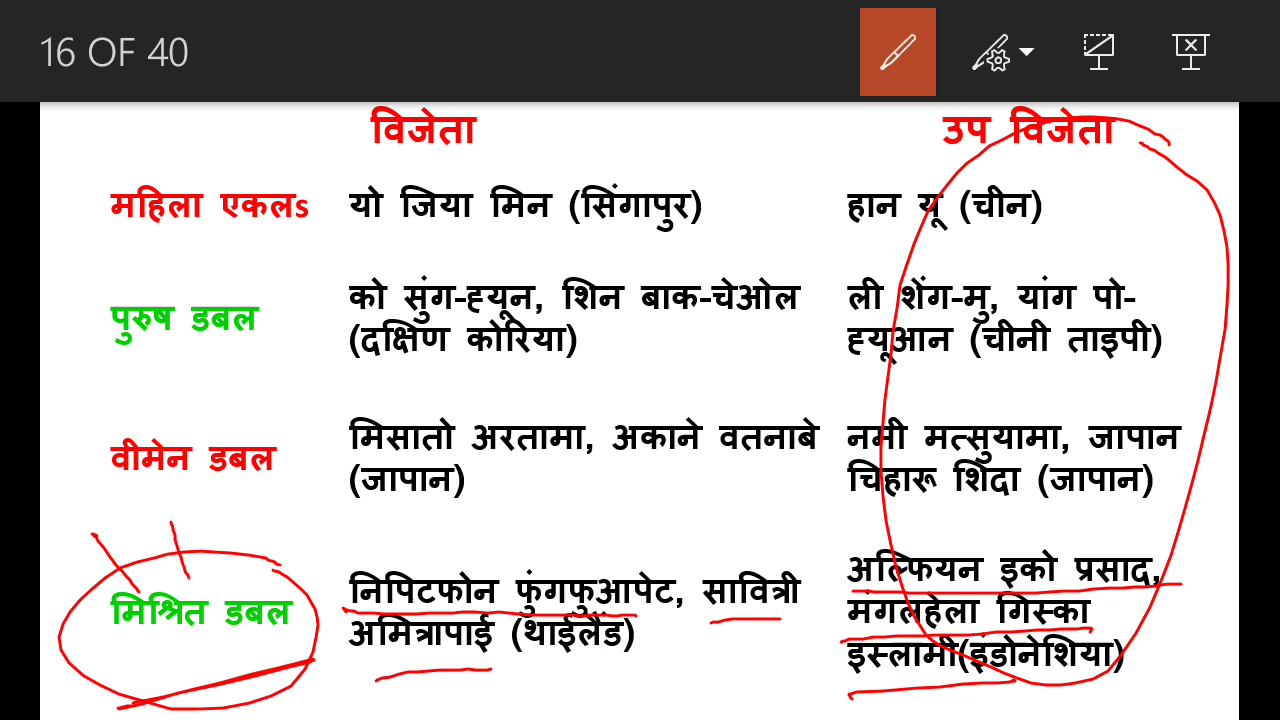 16 OF 40
विजेता उप विजेता
महिला एकलs यो जिया मिन (सिंगापुर) हान यू (चीन)
पुरुष डबल
को सुंग-ह्यून, शिन बाक-चेओल
(दक्षिण कोरिया)
ली शेंग-मु, यांग पो-
ह्यूआन (चीनी ताइपी)
वीमेन डबल
मिसातो अरतामा, अकाने वतनाबे
(जापान)
नमी मत्सुयामा, जापान
चिहारू शिदा (जापान)
मिश्रित डबल
निपिटफोन फुंगफुआपेट, सावित्री
अमित्रापाई (थाईलैंड)
अल्फियन इको प्रसाद,
मंगलहेला गिस्का
इस्लामी(इंडोनेशिया)